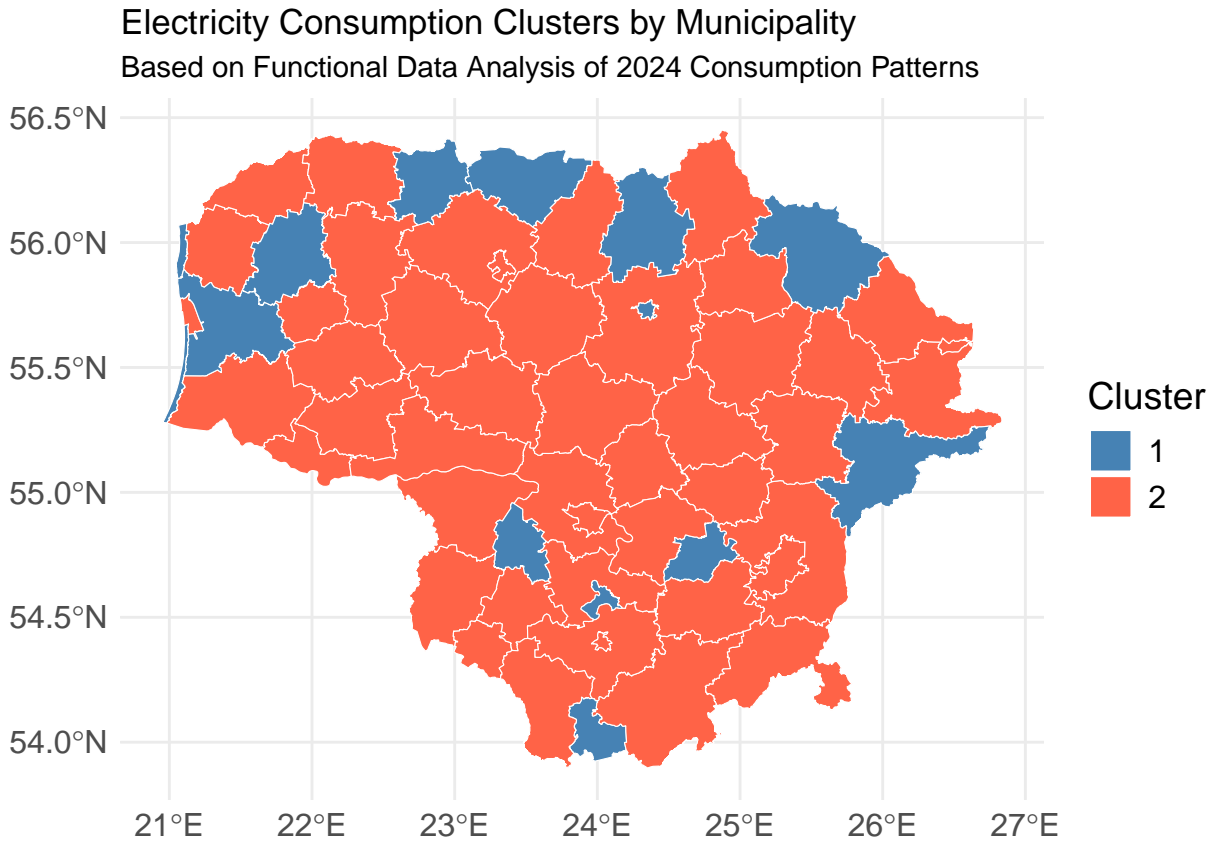 Electricity Consumption Clusters by Municipality
Based on Functional Data Analysis of 2024 Consumption Patterns
56.5°N
56.0°N
55.5°N
55.0°N
54.5°N
54.0°N
21°E 22°E 23°E 24°E 25°E 26°E 27°E
Cluster
1
2